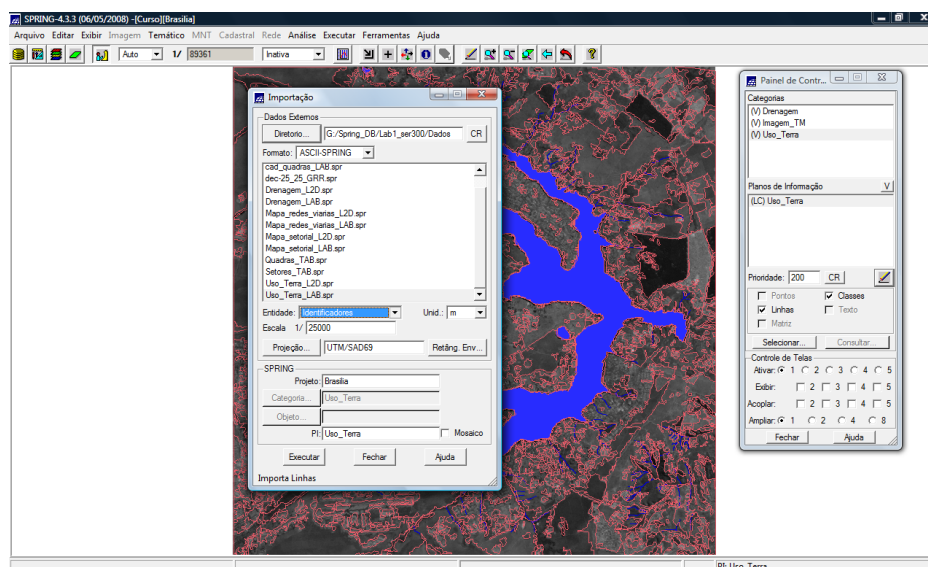 SPRING-4.3.3 (06/05/2008) -[Curso][Brasilia]
Arquivo Editar Exibir Imagem Temático MNT Cadastral Rede Análise Executar Ferramentas Ajuda
Auto 1/ 89361 Inativa
Importação
Dados Externos
Diretorio... G:/Spring_DB/Lab1_ser300/Dados CR
Formato: ASCII-SPRING
cad_quadras_LAB.spr
dec-25_25_GRR.spr
Drenagem_L2D.spr
Drenagem_LAB.spr
Mapa_redes_viarias_L2D.spr
Mapa_redes_viarias_LAB.spr
Mapa_setorial_L2D.spr
Mapa_setorial_LAB.spr
Quadras_TAB.spr
Setores_TAB.spr
Uso_Terra_L2D.spr
Uso_Terra_LAB.spr
Entidade: Identificadores Unid.: m
Escala 1/ 25000
Projeção... UTM/SAD69 Retâng. Env...
SPRING
Projeto: Brasilia
Categoria... Uso_Terra
Objeto...
PI: Uso_Terra Mosaico
Executar Fechar Ajuda
Importa Linhas
Painel de Contr...
Categorias
(V) Drenagem
(V) Imagem_TM
(V) Uso_Terra
Planos de Informação V
(LC) Uso_Terra
Prioridade: 200 CR
Pontos Classes
Linhas Texto
Matriz
Selecionar... Consultar...
Controle de Telas
Ativar: 1 2 3 4 5
Exibir: 2 3 4 5
Acoplar: 2 3 4 5
Ampliar: 1 2 4 8
Fechar Ajuda
PI: Uso_Terra